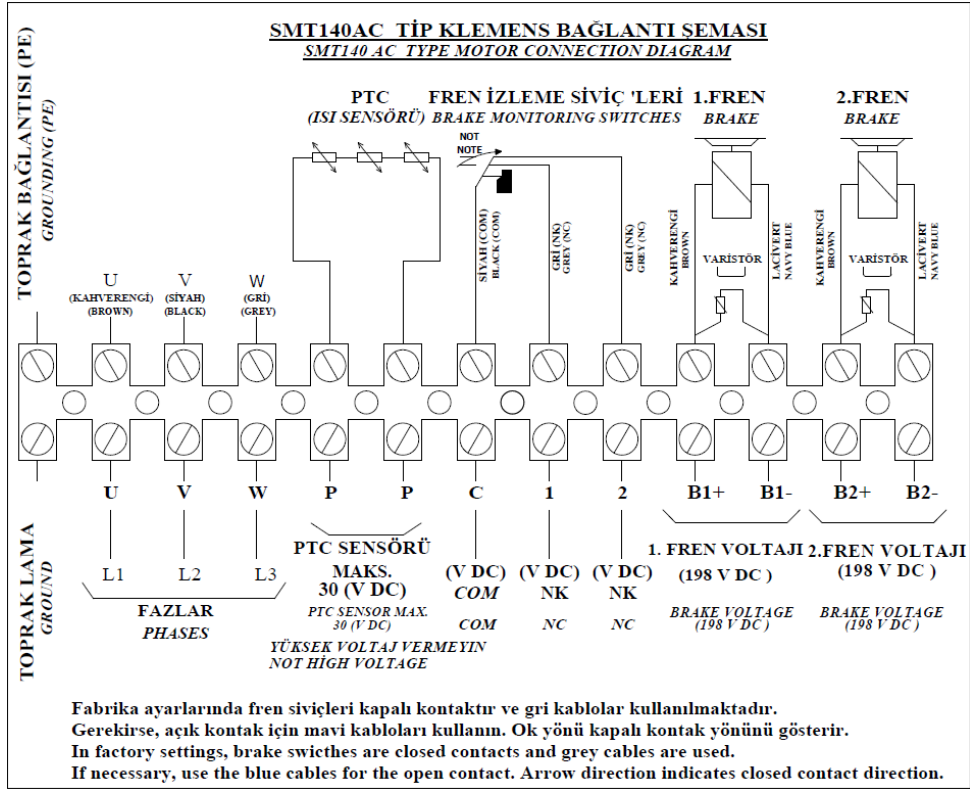 SMT140AC TİP KLEMENS BAĞLANTI ŞEMASI
SMT140 AC TYPE MOTOR CONNECTION DIAGRAM
TOPRAK BAĞLANTISI (PE)
GROUNDING (PE)
PTC
(ISI SENSÖRÜ)
FREN İZLEME SİVİÇ 'LERİ
BRAKE MONITORING SWITCHES
1.FREN
BRAKE
2.FREN
BRAKE
NOT
NOTE
SİYAH (COM)
BLACK (COM)
GRİ (NK)
GREY (NC)
GRİ (NK)
GREY (NC)
KAHVERENGİ
BROWN
VARİSTÖR
LACİVERT
NAVY BLUE
KAHVERENGİ
BROWN
VARİSTÖR
LACİVERT
NAVY BLUE
U
(KAHVERENGİ)
(BROWN)
V
(SİYAH)
(BLACK)
W
(GRİ)
(GREY)
U V W P P C 1 2 B1+ B1- B2+ B2-
TOPRAK LAMA
GROUND
L1 L2 L3
FAZLAR
PHASES
PTC SENSÖRÜ
MAKS.
30 (V DC)
PTC SENSOR MAX.
30 (V DC)
YÜKSEK VOLTAJ VERMEYIN
NOT HIGH VOLTAGE
(V DC)
COM
COM
(V DC)
NK
NC
(V DC)
NK
NC
1. FREN VOLTAJI
(198 V DC )
BRAKE VOLTAGE
(198 V DC )
2.FREN VOLTAJI
(198 V DC )
BRAKE VOLTAGE
(198 V DC )
Fabrika ayarlarında fren siviçleri kapalı kontaktır ve gri kablolar kullanılmaktadır.
Gerekirse, açık kontak için mavi kabloları kullanın. Ok yönü kapalı kontak yönünü gösterir.
In factory settings, brake swicthes are closed contacts and grey cables are used.
If necessary, use the blue cables for the open contact. Arrow direction indicates closed contact direction.